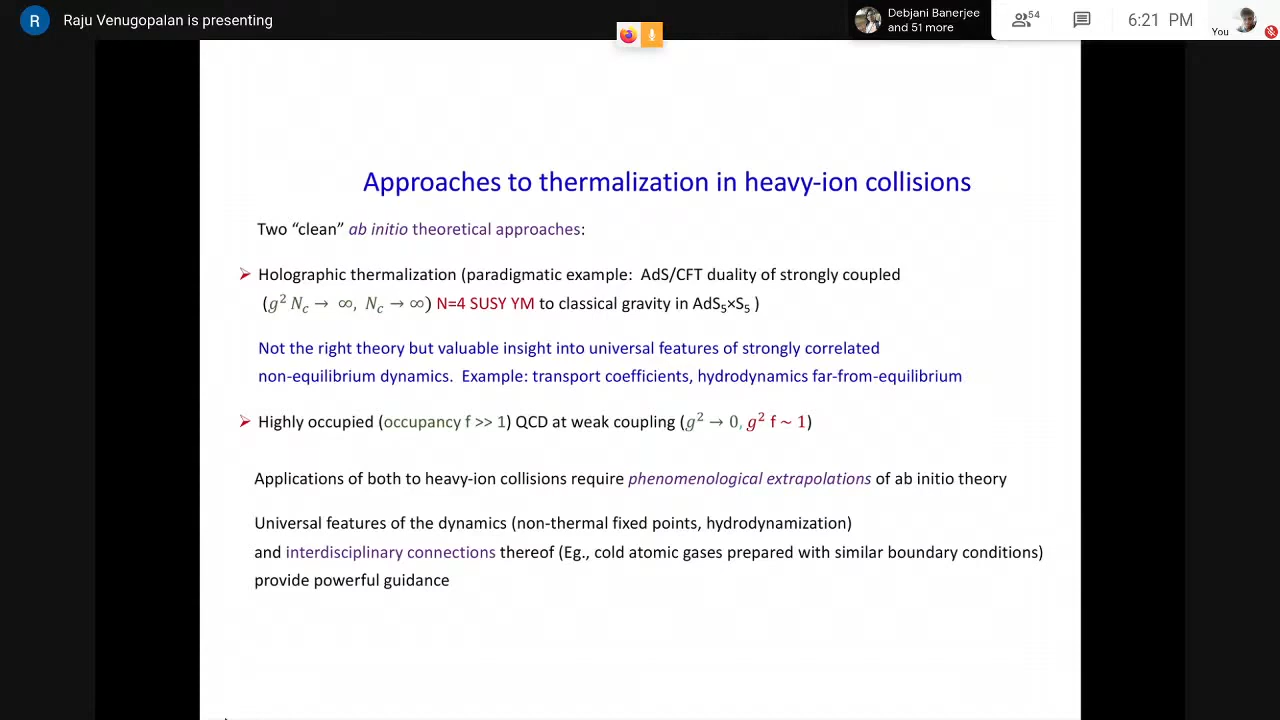 R Raju Venugopalan is presenting
Debjani Banerjee
and 51 more
54
6:21 PM
You
Approaches to thermalization in heavy-ion collisions
Two “clean” ab initio theoretical approaches:
➢ Holographic thermalization (paradigmatic example: AdS/CFT duality of strongly coupled
(g² N_c → ∞, N_c → ∞) N=4 SUSY YM to classical gravity in AdS₅×S₅ )
Not the right theory but valuable insight into universal features of strongly correlated
non-equilibrium dynamics. Example: transport coefficients, hydrodynamics far-from-equilibrium
➢ Highly occupied (occupancy f >> 1) QCD at weak coupling (g² → 0, g² f ~ 1)
Applications of both to heavy-ion collisions require phenomenological extrapolations of ab initio theory
Universal features of the dynamics (non-thermal fixed points, hydrodynamization)
and interdisciplinary connections thereof (Eg., cold atomic gases prepared with similar boundary conditions)
provide powerful guidance